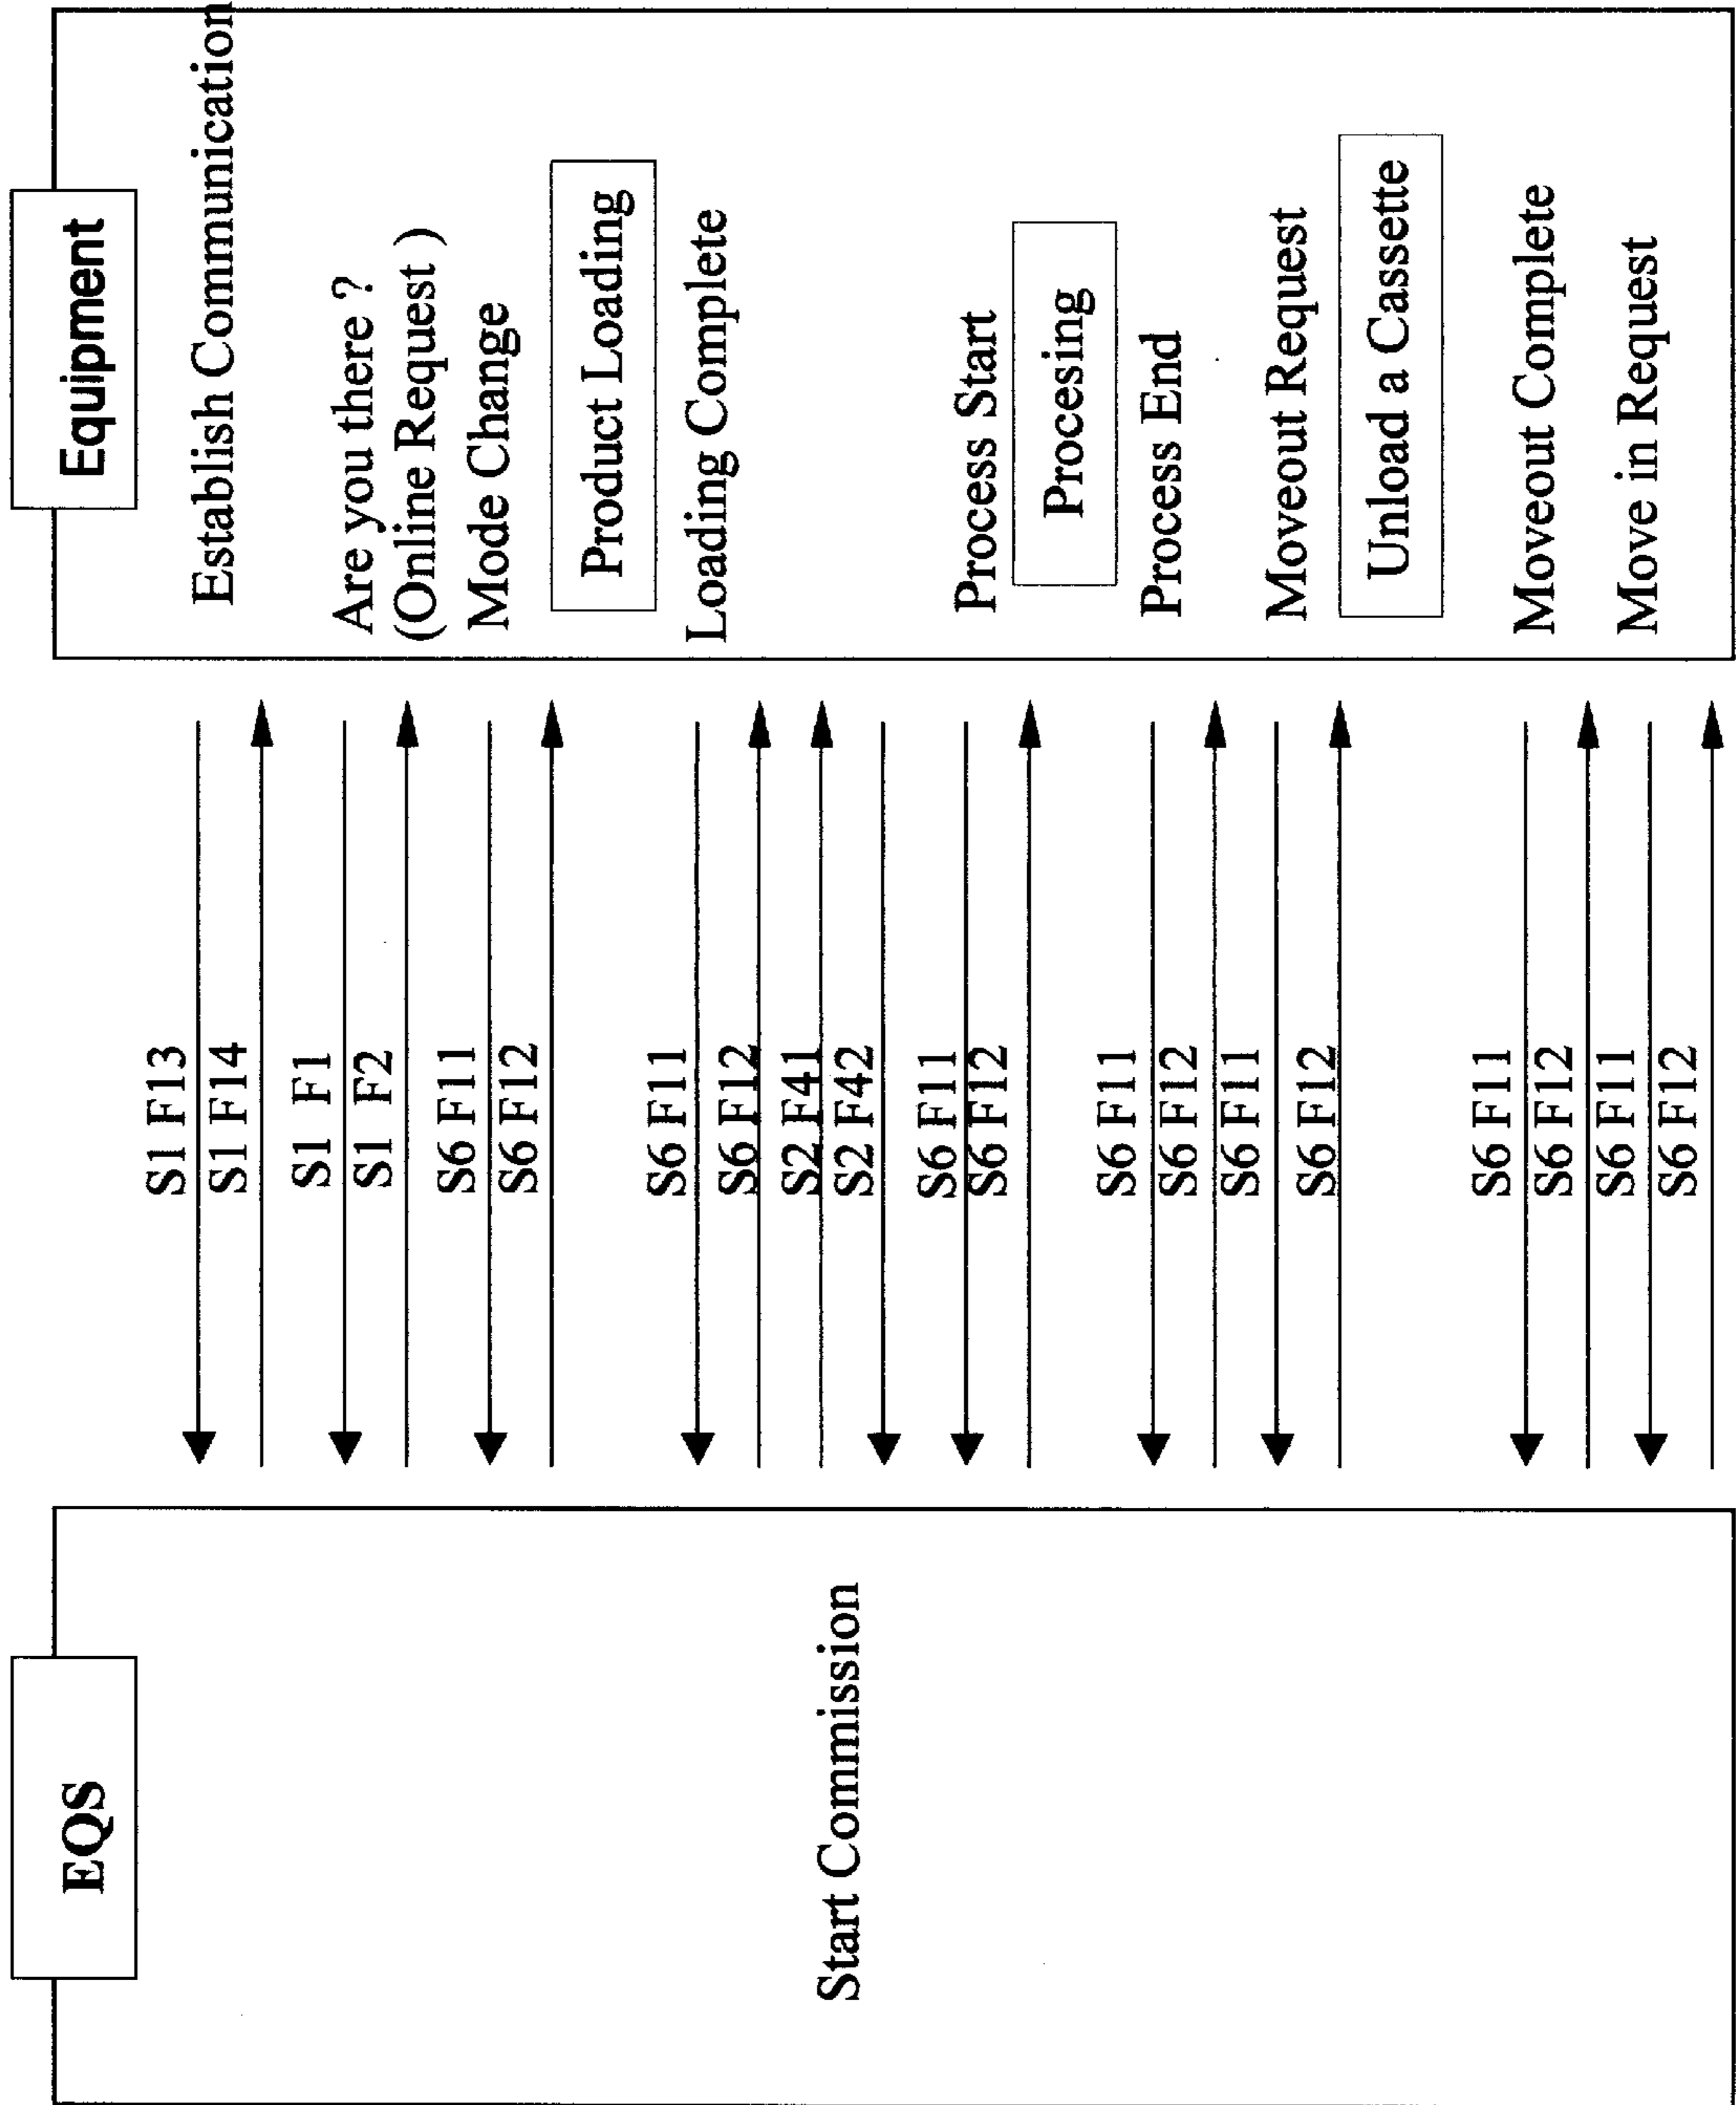 EQS
Equipment
Establish Communication
S1 F13
S1 F14
Are you there ?
(Online Request )
S1 F1
S1 F2
Mode Change
S6 F11
S6 F12
Product Loading
Loading Complete
S6 F11
S6 F12
Start Commission
S2 F41
S2 F42
Process Start
S6 F11
S6 F12
Procesing
Process End
S6 F11
S6 F12
Moveout Request
S6 F11
S6 F12
Unload a Cassette
Moveout Complete
S6 F11
S6 F12
Move in Request
S6 F11
S6 F12